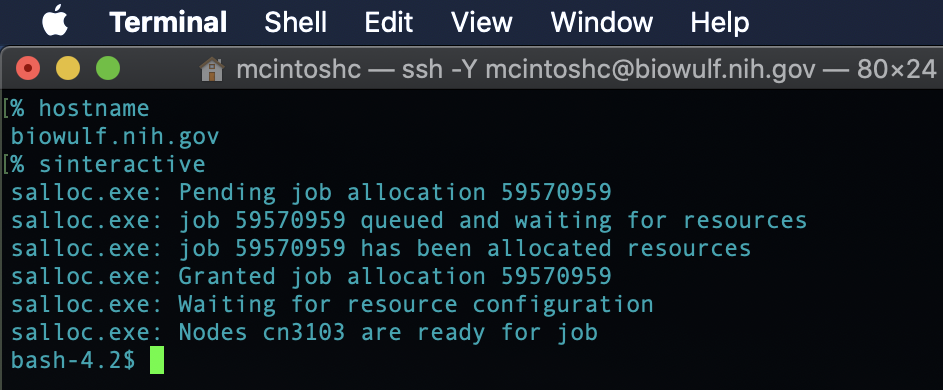 Terminal Shell Edit View Window Help
mcintoshc — ssh -Y mcintoshc@biowulf.nih.gov — 80×24
[% hostname
biowulf.nih.gov
[% sinteractive
salloc.exe: Pending job allocation 59570959
salloc.exe: job 59570959 queued and waiting for resources
salloc.exe: job 59570959 has been allocated resources
salloc.exe: Granted job allocation 59570959
salloc.exe: Waiting for resource configuration
salloc.exe: Nodes cn3103 are ready for job
bash-4.2$